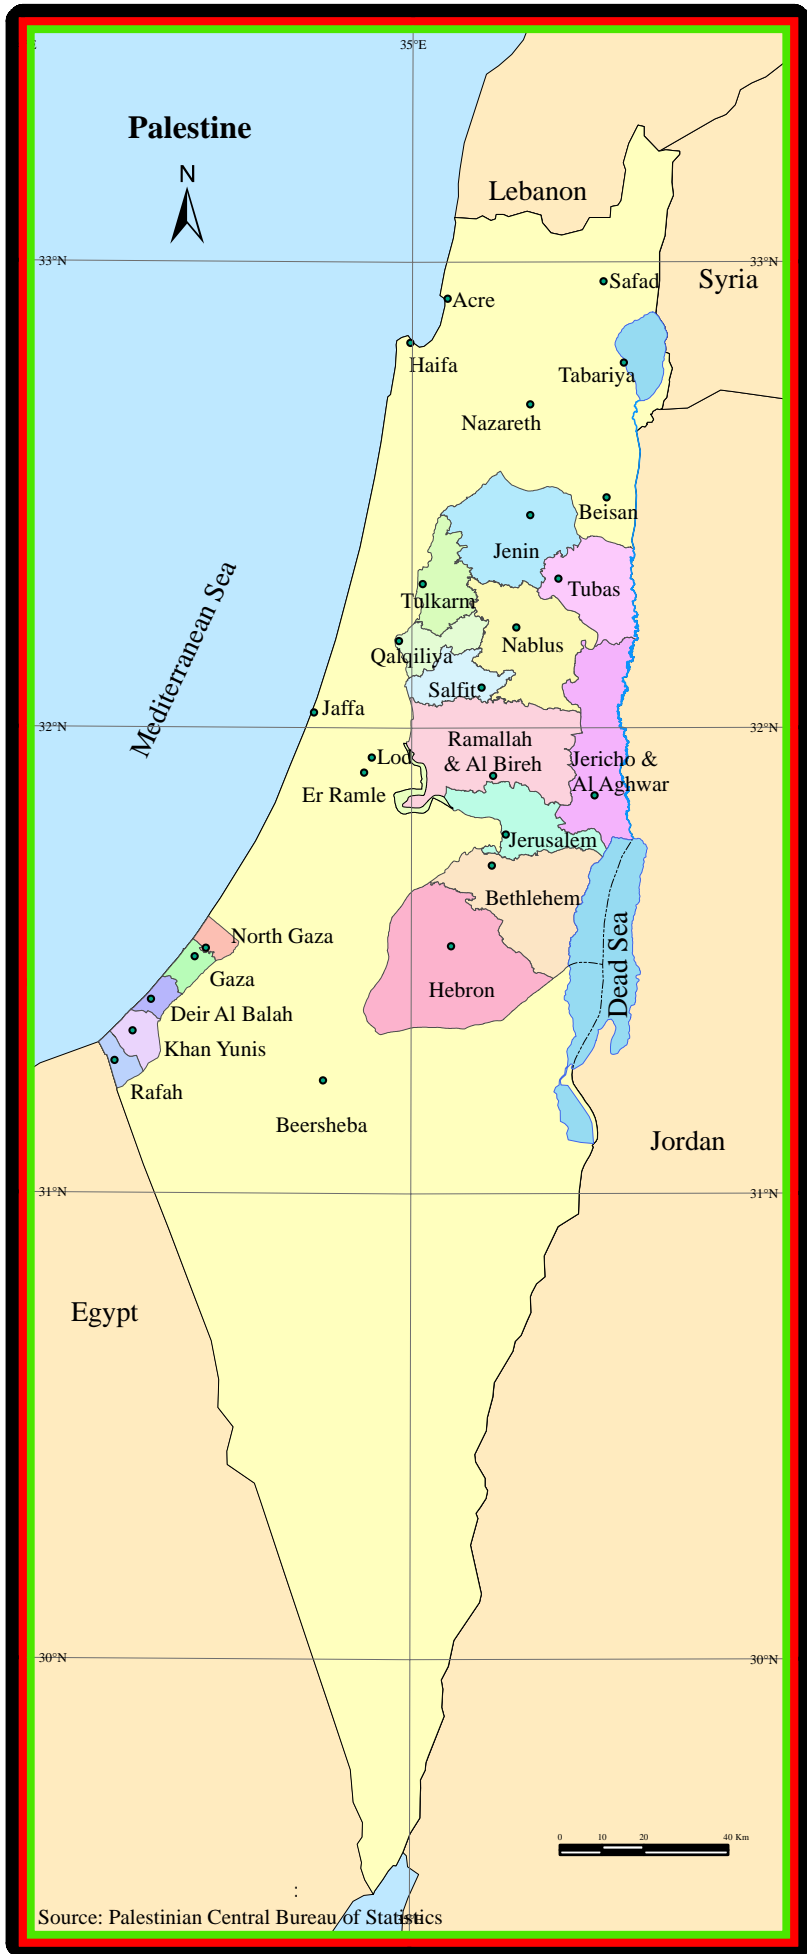 35°E
Palestine
N
Lebanon
33°N
33°N
Syria
Safad
Acre
Haifa
Tabariya
Nazareth
Beisan
Jenin
Tubas
Tulkarm
Nablus
Qalqiliya
Salfit
Mediterranean Sea
Jaffa
32°N
32°N
Ramallah
& Al Bireh
Lod
Jericho &
Al Aghwar
Er Ramle
Jerusalem
Bethlehem
North Gaza
Dead Sea
Gaza
Hebron
Deir Al Balah
Khan Yunis
Rafah
Beersheba
Jordan
31°N
31°N
Egypt
30°N
30°N
0 10 20 40 Km
:
Source: Palestinian Central Bureau of Statistics